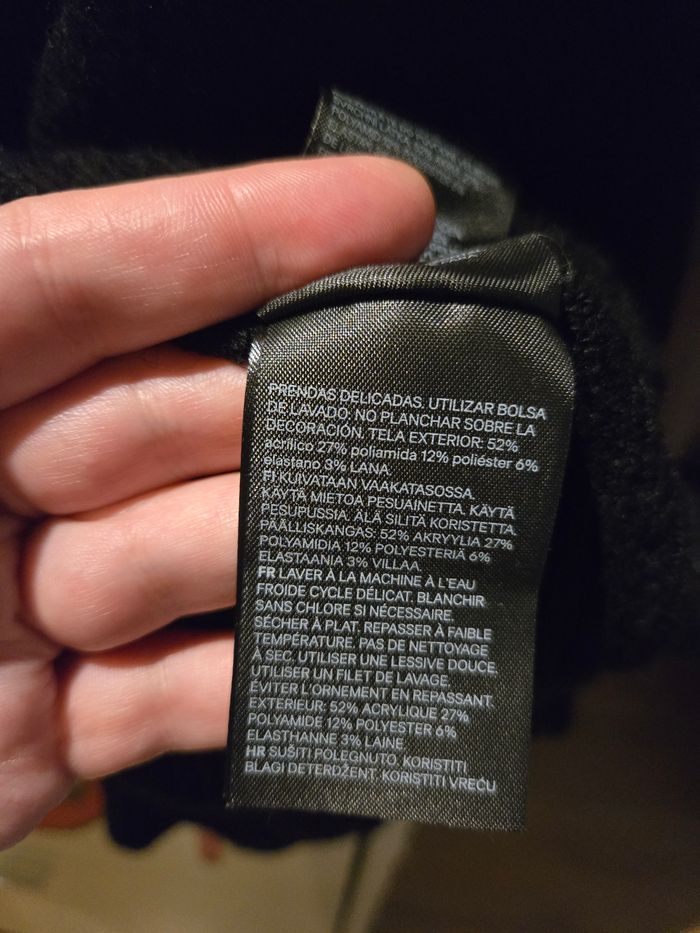 PRENDAS DELICADAS. UTILIZAR BOLSA
DE LAVADO. NO PLANCHAR SOBRE LA
DECORACIÓN. TELA EXTERIOR: 52%
acrílico 27% poliamida 12% poliéster 6%
elastano 3% LANA.
FI KUIVATAAN VAAKATASOSSA.
KÄYTÄ MIETOA PESUAINETTA. KÄYTÄ
PESUPUSSIA. ÄLÄ SILITÄ KORISTETTA.
PÄÄLLISKANGAS: 52% AKRYYLIA 27%
POLYAMIDIA 12% POLYESTERIÄ 6%
ELASTAANIA 3% VILLAA.
FR LAVER À LA MACHINE À L'EAU
FROIDE CYCLE DÉLICAT. BLANCHIR
SANS CHLORE SI NÉCESSAIRE.
SÉCHER À PLAT. REPASSER À FAIBLE
TEMPÉRATURE. PAS DE NETTOYAGE
À SEC. UTILISER UNE LESSIVE DOUCE.
UTILISER UN FILET DE LAVAGE.
ÉVITER L'ORNEMENT EN REPASSANT.
EXTERIEUR: 52% ACRYLIQUE 27%
POLYAMIDE 12% POLYESTER 6%
ELASTHANNE 3% LAINE.
HR SUŠITI POLEGNUTO. KORISTITI
BLAGI DETERDŽENT. KORISTITI VREĆU